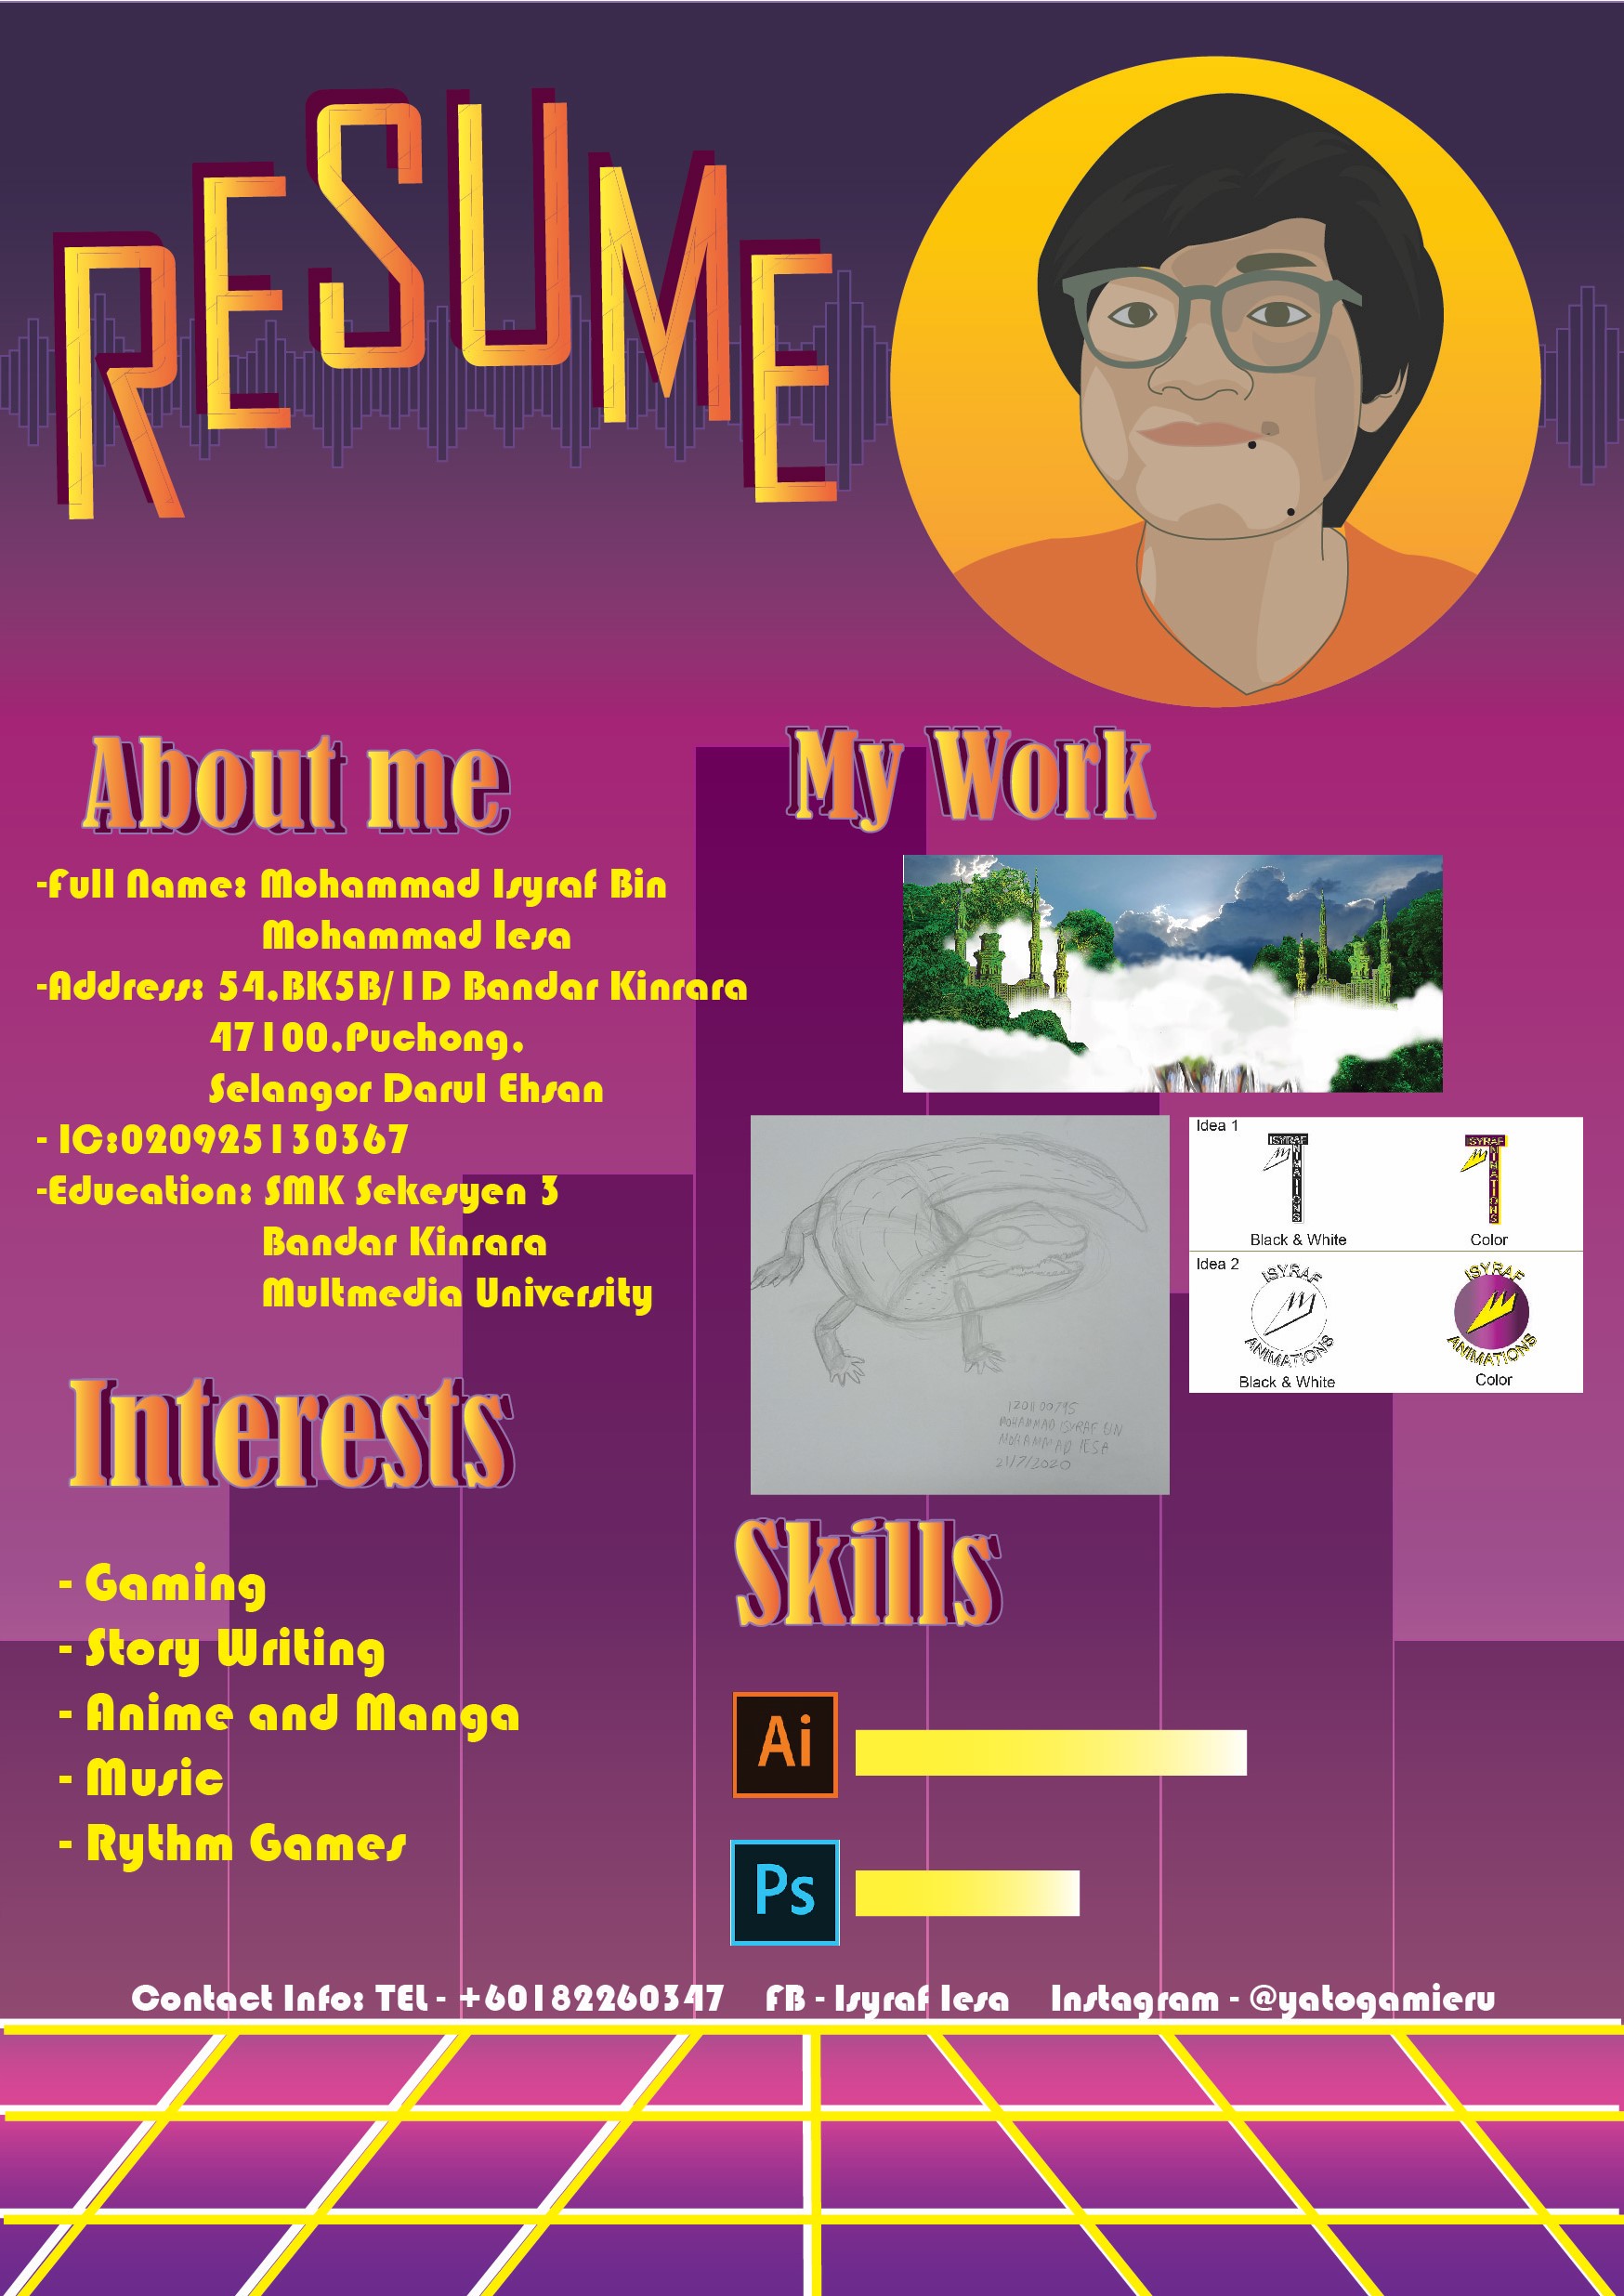 RESUME
About me
-Full Name: Mohammad Isyraf Bin
Mohammad Iesa
-Address: 54,BK5B/1D Bandar Kinrara
47100,Puchong,
Selangor Darul Ehsan
- IC:020925130367
-Education: SMK Sekesyen 3
Bandar Kinrara
Multmedia University
Interests
- Gaming
- Story Writing
- Anime and Manga
- Music
- Rythm Games
My Work
Idea 1
ISYRAF
ANIMATIONS
ISYRAF
ANIMATIONS
Black & White
Color
Idea 2
ISYRAF
ANIMATIONS
ISYRAF
ANIMATIONS
Black & White
Color
MOHAMMAD ISYRAF BIN
MOHAMMAD IESA
21/7/2020
Skills
Ai
Ps
Contact Info: TEL - +60182260347 FB - Isyraf Iesa Instagram - @yatogamieru